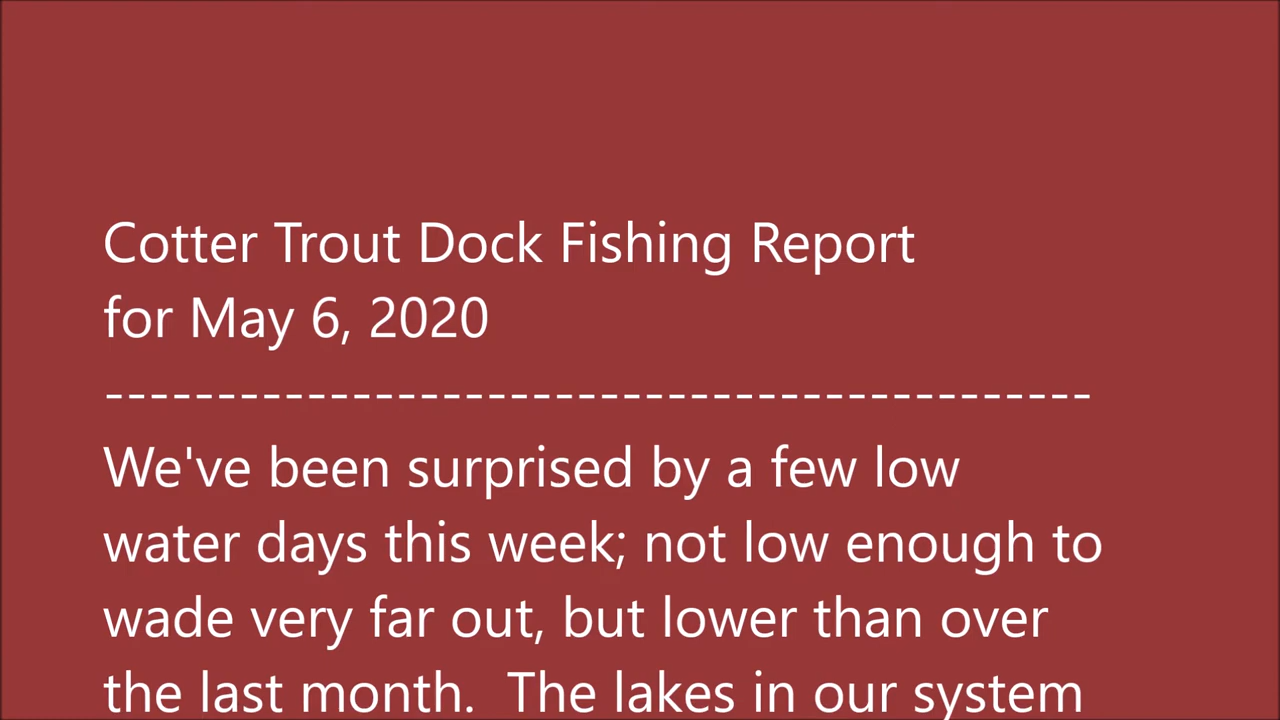 Cotter Trout Dock Fishing Report
for May 6, 2020
--------------------------------------------
We've been surprised by a few low
water days this week; not low enough to
wade very far out, but lower than over
the last month.  The lakes in our system